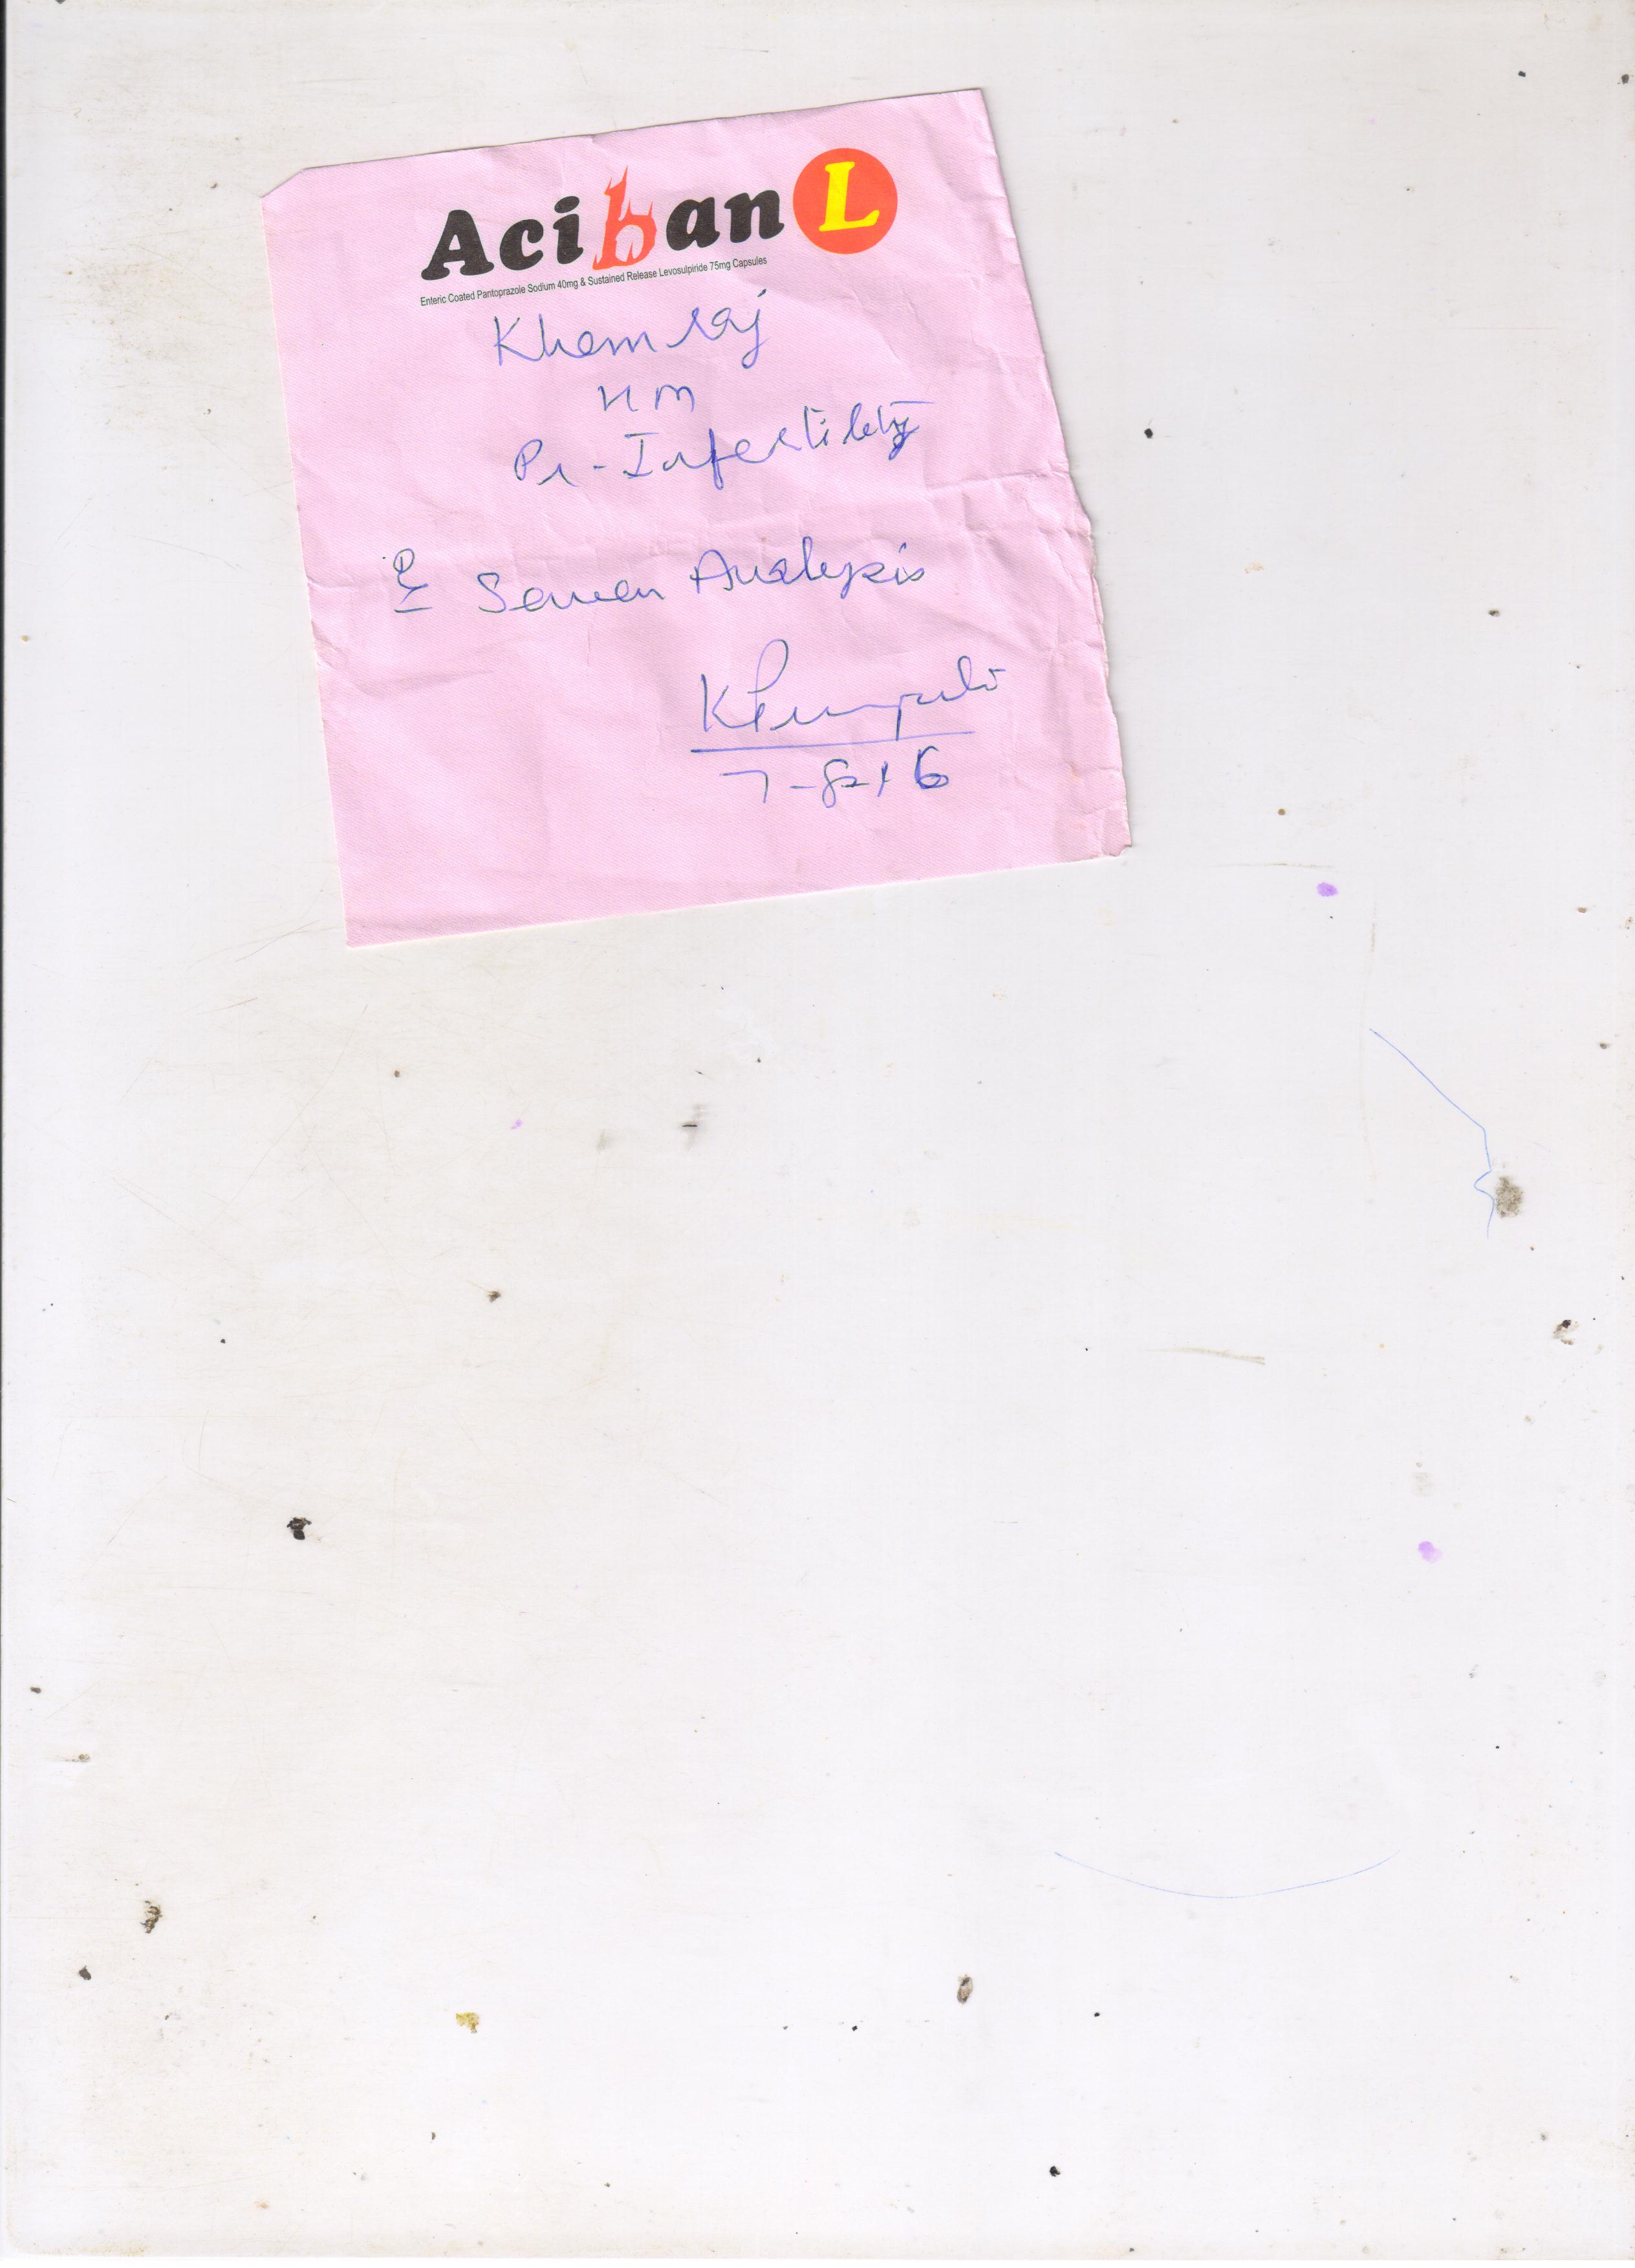 Aciban L
Enteric Coated Pantoprazole Sodium 40mg & Sustained Release Levosulpiride 75mg Capsules
Khem raj
Pr - Infertility
Semen Analysis
7-8-16